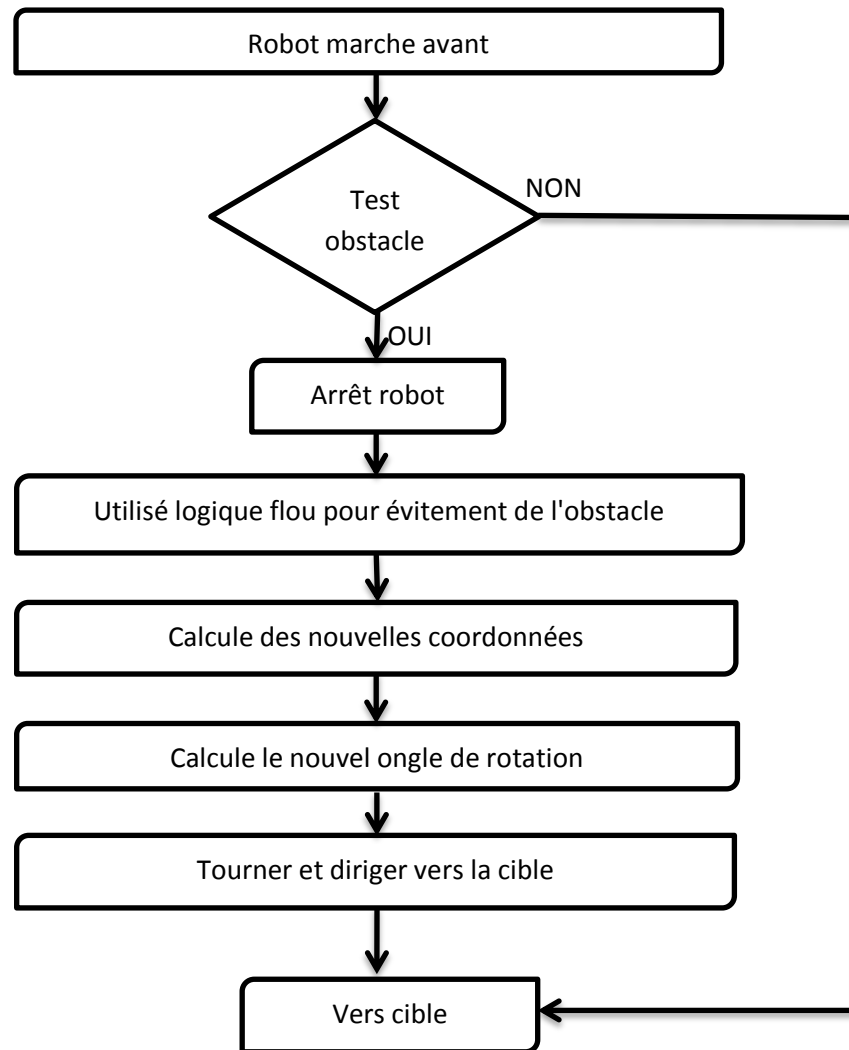 Robot marche avant
Test
obstacle
NON
OUI
Arrêt robot
Utilisé logique flou pour évitement de l'obstacle
Calcule des nouvelles coordonnées
Calcule le nouvel ongle de rotation
Tourner et diriger vers la cible
Vers cible